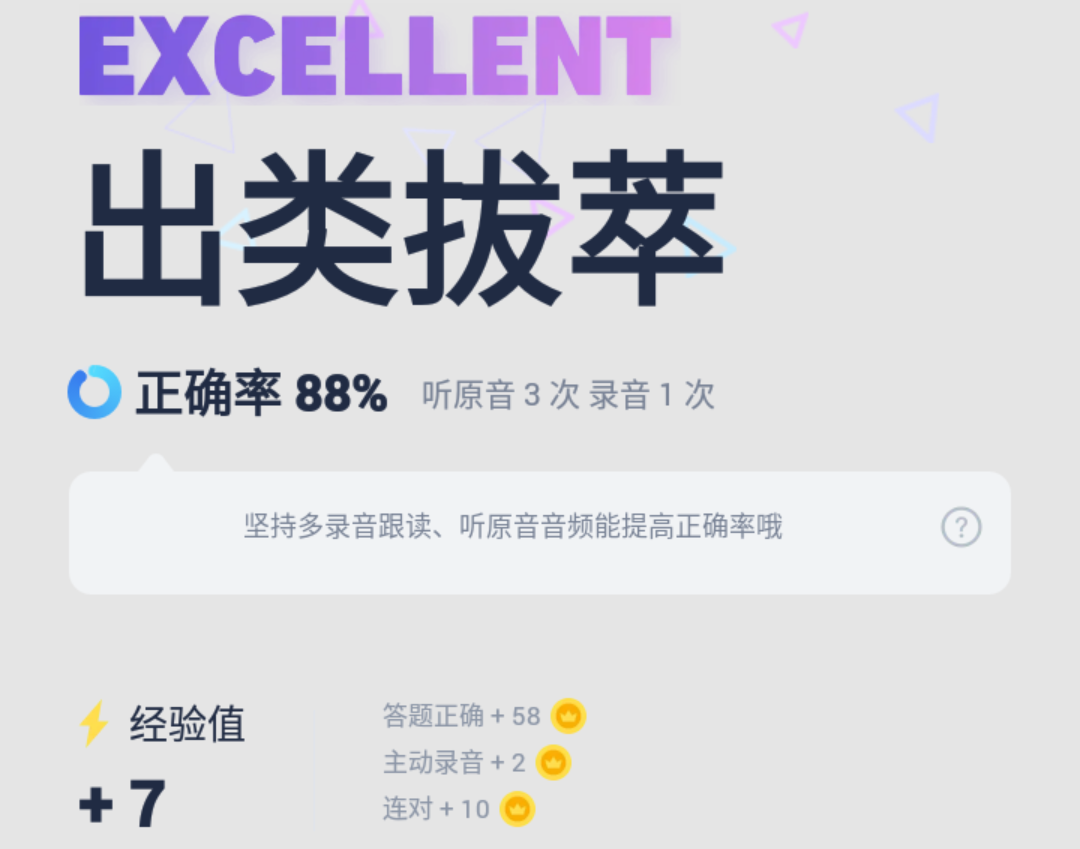 EXCELLENT
出类拔萃
正确率 88% 听原音 3 次 录音 1 次
坚持多录音跟读、听原音音频能提高正确率哦
?
经验值
+ 7
答题正确 + 58
主动录音 + 2
连对 + 10